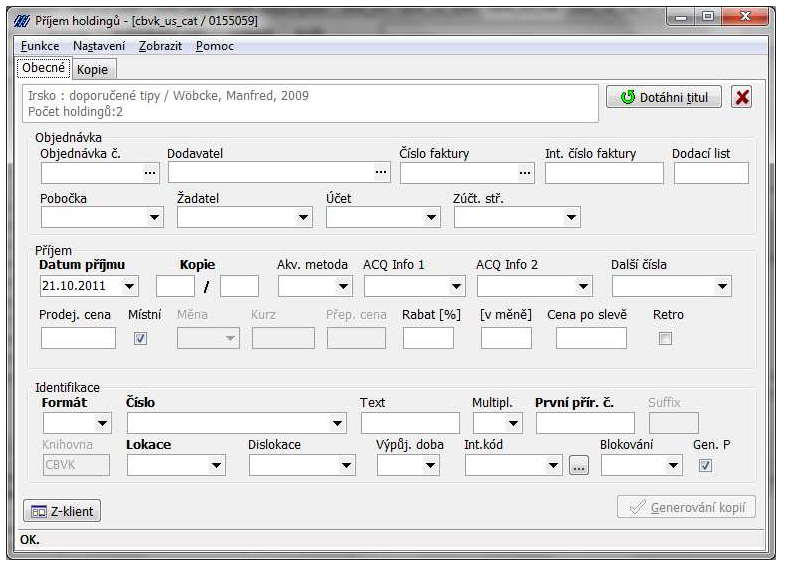 Příjem holdingů - [cbvk_us_cat / 0155059]
Funkce Nastavení Zobrazit Pomoc
Obecné Kopie
Irsko : doporučené tipy / Wöbcke, Manfred, 2009
Počet holdingů:2
Dotáhni titul
Objednávka
Objednávka č. Dodavatel Číslo faktury Int. číslo faktury Dodací list
... ... ...
Pobočka Žadatel Účet Zúčt. stř.
Příjem
Datum příjmu Kopie Akv. metoda ACQ Info 1 ACQ Info 2 Další čísla
21.10.2011 /
Prodej. cena Místní Měna Kurz Přep. cena Rabat [%] [v měně] Cena po slevě Retro
Identifikace
Formát Číslo Text Multipl. První přír. č. Suffix
Knihovna Lokace Dislokace Výpůj. doba Int.kód Blokování Gen. P
CBVK ...
Z-klient Generování kopií
OK.